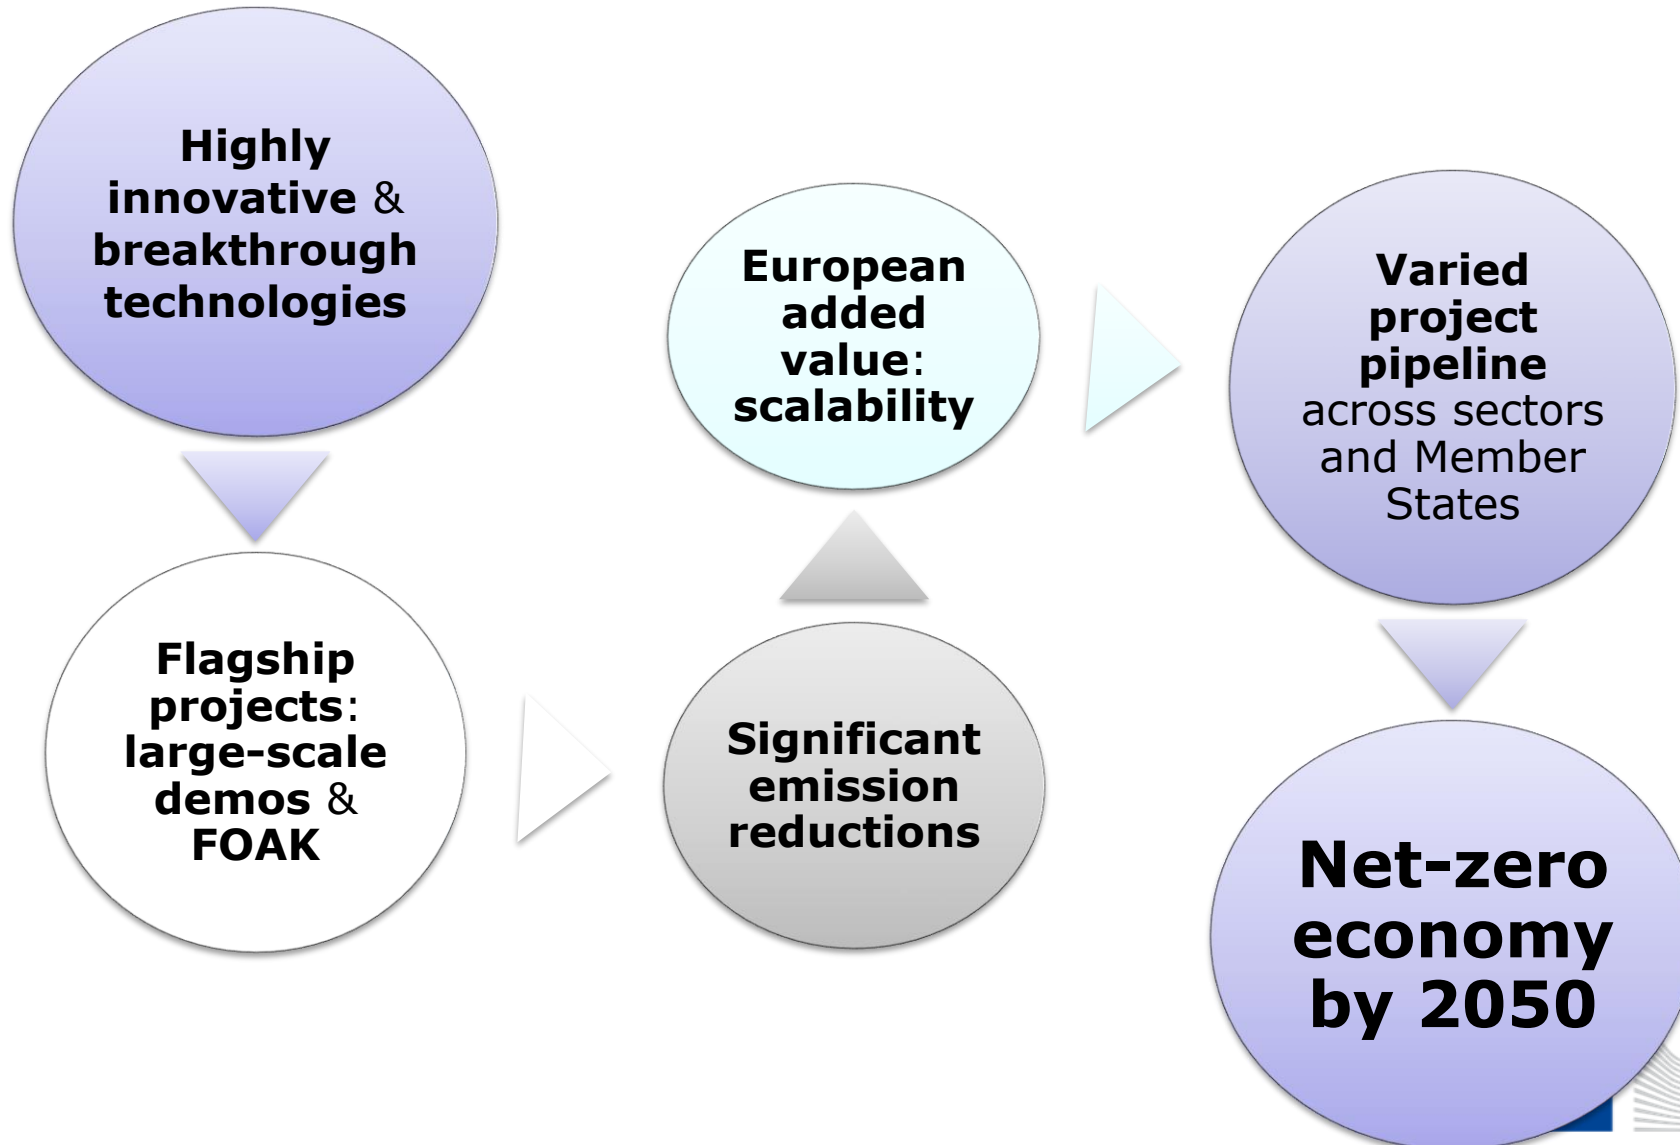 Highly
innovative &
breakthrough
technologies
Flagship
projects:
large-scale
demos &
FOAK
Significant
emission
reductions
European
added
value:
scalability
Varied
project
pipeline
across sectors
and Member
States
Net-zero
economy
by 2050